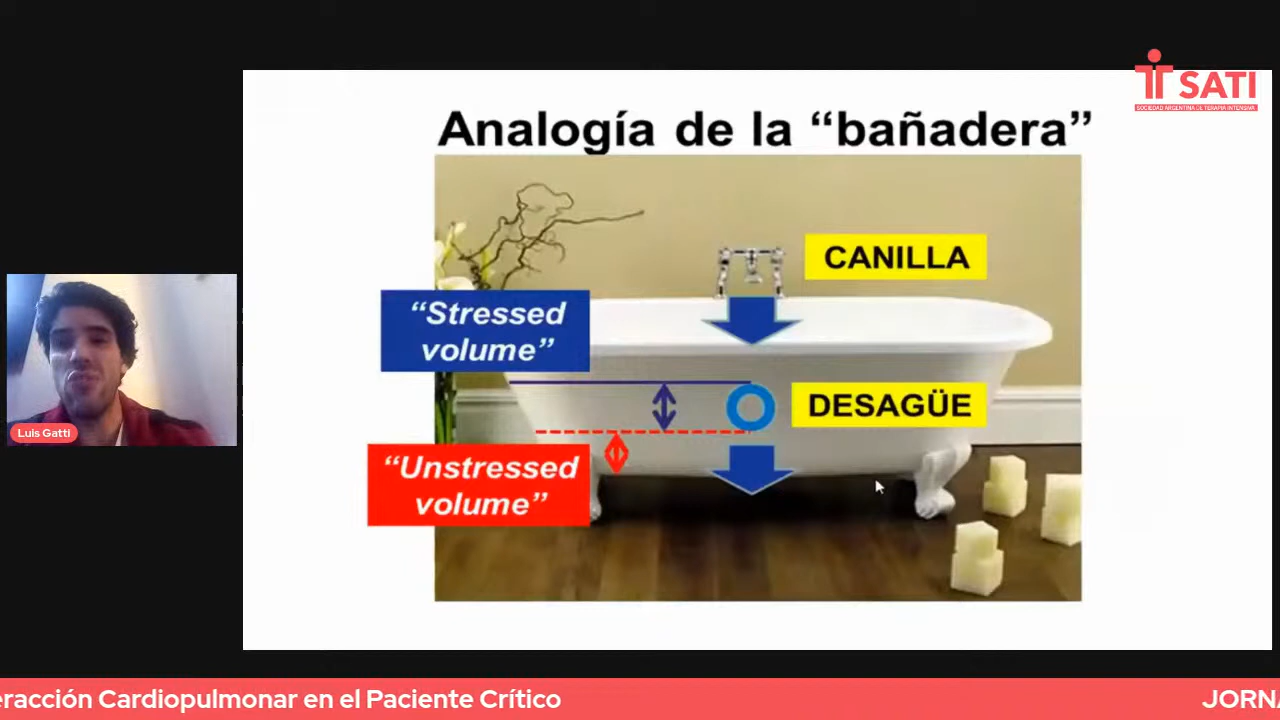 SATI
SOCIEDAD ARGENTINA DE TERAPIA INTENSIVA
Analogía de la “bañadera”
CANILLA
“Stressed
volume”
DESAGÜE
“Unstressed
volume”
Luis Gatti
eracción Cardiopulmonar en el Paciente Crítico
JORNA